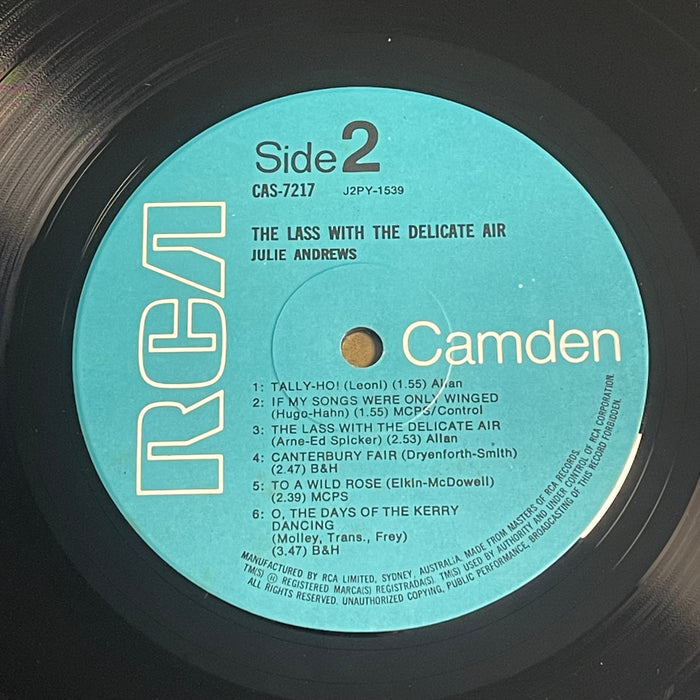 Side 2
CAS-7217 J2PY-1539
THE LASS WITH THE DELICATE AIR
JULIE ANDREWS
RCA
Camden
1: TALLY-HO! (Leoni) (1.55) Allan
2: IF MY SONGS WERE ONLY WINGED
(Hugo-Hahn) (1.55) MCPS/Control
3: THE LASS WITH THE DELICATE AIR
(Arne-Ed Spicker) (2.53) Allan
4: CANTERBURY FAIR (Dryenforth-Smith)
(2.47) B&H
5: TO A WILD ROSE (Elkin-McDowell)
(2.39) MCPS
6: O, THE DAYS OF THE KERRY
DANCING
(Molley, Trans., Frey)
(3.47) B&H
MANUFACTURED BY RCA LIMITED, SYDNEY, AUSTRALIA, MADE FROM MASTERS OF RCA RECORDS.
TM(S) ® REGISTERED MARCA(S) REGISTRADA(S). TM(S) USED BY AUTHORITY AND UNDER CONTROL OF RCA CORPORATION.
ALL RIGHTS RESERVED. UNAUTHORIZED COPYING, PUBLIC PERFORMANCE, BROADCASTING OF THIS RECORD FORBIDDEN.